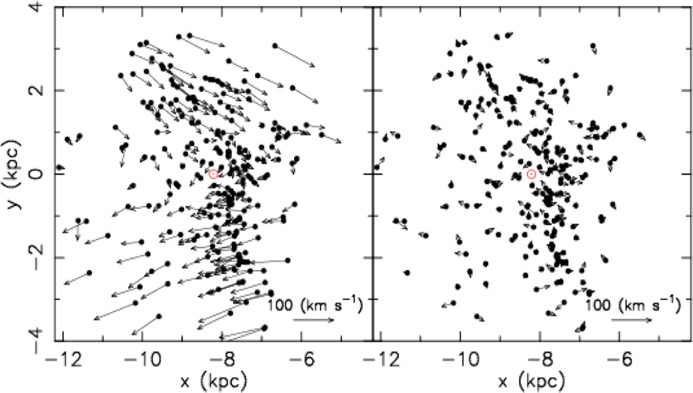 4
2
0
−2
−4
y (kpc)
100 (km s⁻¹)
100 (km s⁻¹)
−12 −10 −8 −6
−12 −10 −8 −6
x (kpc)
x (kpc)